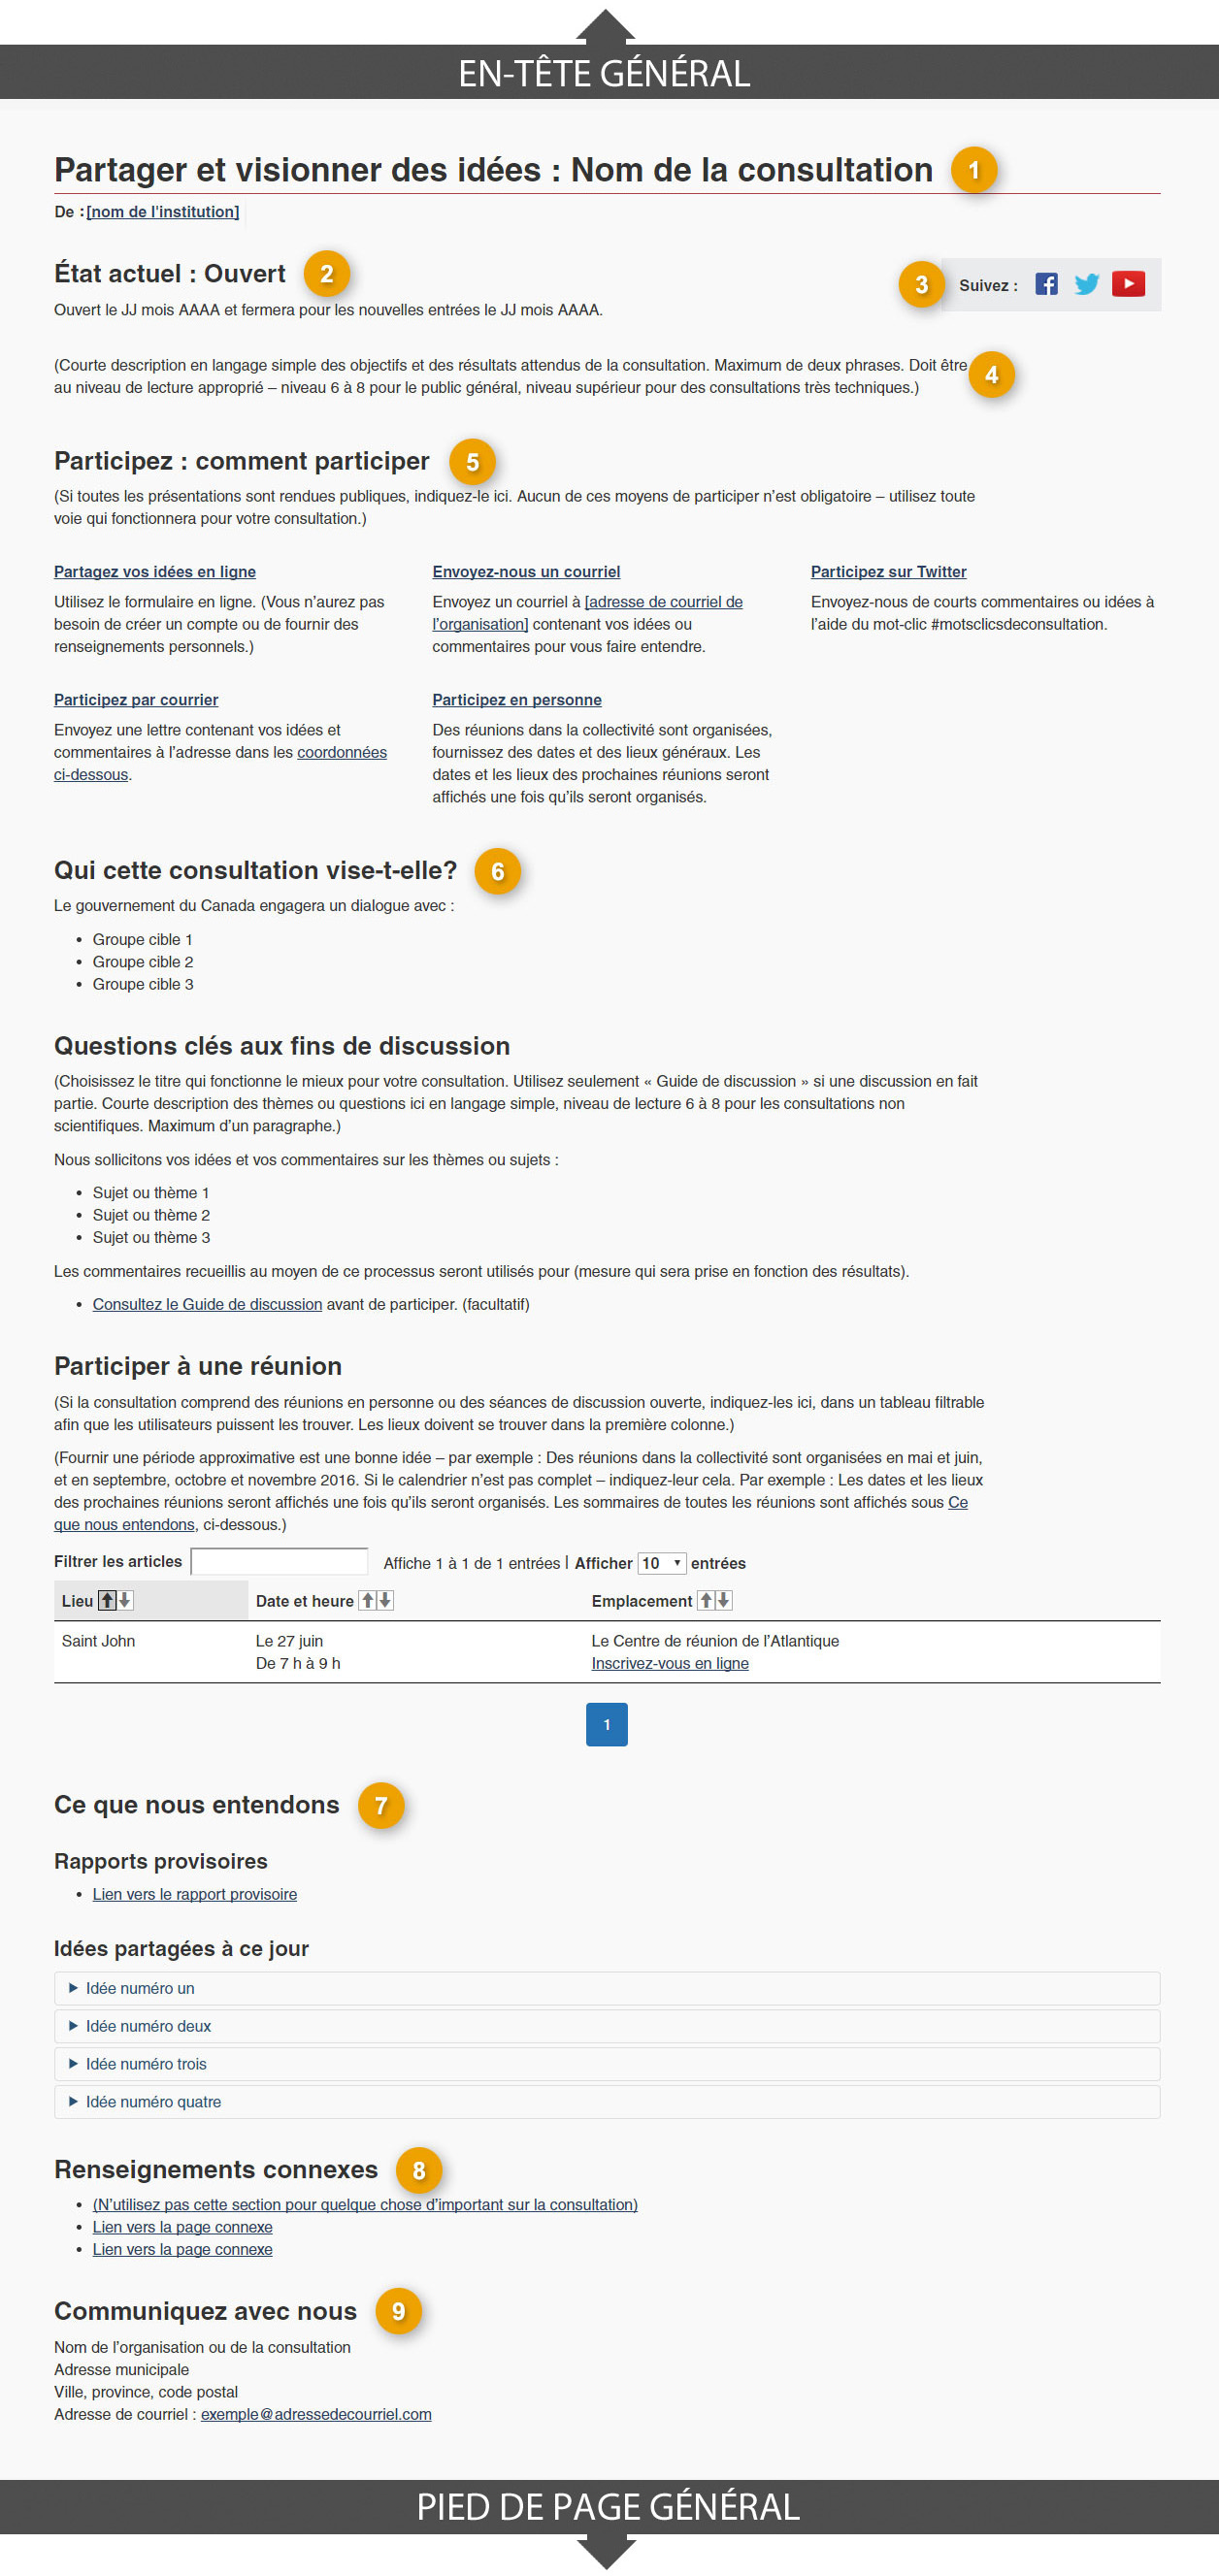 EN-TÊTE GÉNÉRAL
Partager et visionner des idées : Nom de la consultation 1
De : [nom de l'institution]
État actuel : Ouvert 2
3 Suivez :
Ouvert le JJ mois AAAA et fermera pour les nouvelles entrées le JJ mois AAAA.
(Courte description en langage simple des objectifs et des résultats attendus de la consultation. Maximum de deux phrases. Doit être
au niveau de lecture approprié – niveau 6 à 8 pour le public général, niveau supérieur pour des consultations très techniques.)
4
Participez : comment participer 5
(Si toutes les présentations sont rendues publiques, indiquez-le ici. Aucun de ces moyens de participer n’est obligatoire – utilisez toute
voie qui fonctionnera pour votre consultation.)
Partagez vos idées en ligne
Utilisez le formulaire en ligne. (Vous n’aurez pas
besoin de créer un compte ou de fournir des
renseignements personnels.)
Envoyez-nous un courriel
Envoyez un courriel à [adresse de courriel de
l’organisation] contenant vos idées ou
commentaires pour vous faire entendre.
Participez sur Twitter
Envoyez-nous de courts commentaires ou idées à
l’aide du mot-clic #motsclicsdeconsultation.
Participez par courrier
Envoyez une lettre contenant vos idées et
commentaires à l’adresse dans les coordonnées
ci-dessous.
Participez en personne
Des réunions dans la collectivité sont organisées,
fournissez des dates et des lieux généraux. Les
dates et les lieux des prochaines réunions seront
affichés une fois qu’ils seront organisés.
Qui cette consultation vise-t-elle? 6
Le gouvernement du Canada engagera un dialogue avec :
• Groupe cible 1
• Groupe cible 2
• Groupe cible 3
Questions clés aux fins de discussion
(Choisissez le titre qui fonctionne le mieux pour votre consultation. Utilisez seulement « Guide de discussion » si une discussion en fait
partie. Courte description des thèmes ou questions ici en langage simple, niveau de lecture 6 à 8 pour les consultations non
scientifiques. Maximum d’un paragraphe.)
Nous sollicitons vos idées et vos commentaires sur les thèmes ou sujets :
• Sujet ou thème 1
• Sujet ou thème 2
• Sujet ou thème 3
Les commentaires recueillis au moyen de ce processus seront utilisés pour (mesure qui sera prise en fonction des résultats).
• Consultez le Guide de discussion avant de participer. (facultatif)
Participer à une réunion
(Si la consultation comprend des réunions en personne ou des séances de discussion ouverte, indiquez-les ici, dans un tableau filtrable
afin que les utilisateurs puissent les trouver. Les lieux doivent se trouver dans la première colonne.)
(Fournir une période approximative est une bonne idée – par exemple : Des réunions dans la collectivité sont organisées en mai et juin,
et en septembre, octobre et novembre 2016. Si le calendrier n’est pas complet – indiquez-leur cela. Par exemple : Les dates et les lieux
des prochaines réunions seront affichés une fois qu’ils seront organisés. Les sommaires de toutes les réunions sont affichés sous Ce
que nous entendons, ci-dessous.)
Filtrer les articles Affiche 1 à 1 de 1 entrées | Afficher 10 entrées
Lieu Date et heure Emplacement
Saint John Le 27 juin Le Centre de réunion de l’Atlantique
De 7 h à 9 h Inscrivez-vous en ligne
1
Ce que nous entendons 7
Rapports provisoires
• Lien vers le rapport provisoire
Idées partagées à ce jour
Idée numéro un
Idée numéro deux
Idée numéro trois
Idée numéro quatre
Renseignements connexes 8
• (N’utilisez pas cette section pour quelque chose d’important sur la consultation)
• Lien vers la page connexe
• Lien vers la page connexe
Communiquez avec nous 9
Nom de l’organisation ou de la consultation
Adresse municipale
Ville, province, code postal
Adresse de courriel : exemple@adressedecourriel.com
PIED DE PAGE GÉNÉRAL